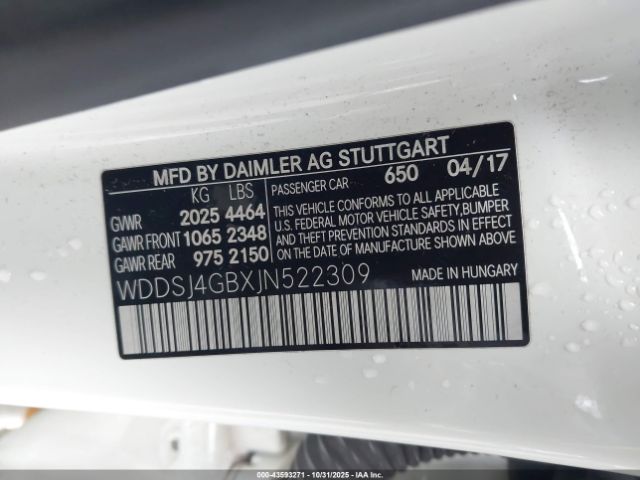 MFD BY DAIMLER AG STUTTGART
KG LBS
GVWR 2025 4464
GAWR FRONT 1065 2348
GAWR REAR 975 2150
PASSENGER CAR 650 04/17
THIS VEHICLE CONFORMS TO ALL APPLICABLE
U.S. FEDERAL MOTOR VEHICLE SAFETY, BUMPER
AND THEFT PREVENTION STANDARDS IN EFFECT
ON THE DATE OF MANUFACTURE SHOWN ABOVE.
WDDSJ4GBXJN522309
MADE IN HUNGARY
000-43593271 - 10/31/2025 - IAA, Inc.